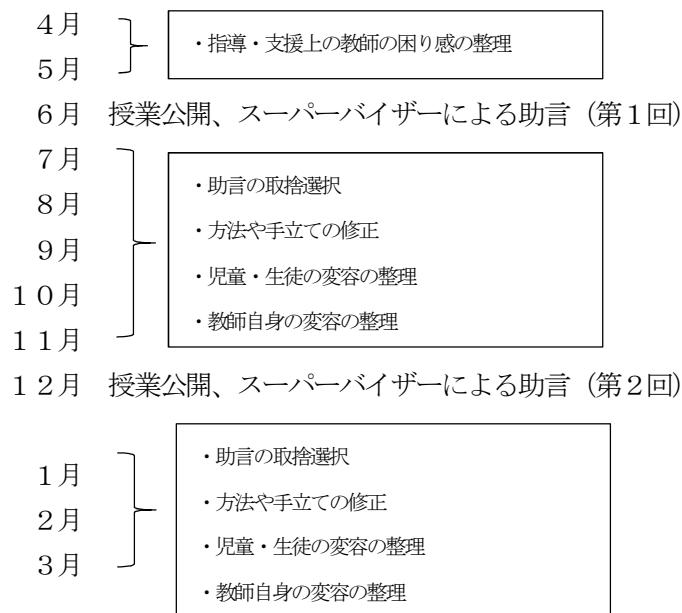 4月
・指導・支援上の教師の困り感の整理
5月
6月 授業公開、スーパーバイザーによる助言（第1回）
7月
8月
9月
10月
11月
・助言の取捨選択
・方法や手立ての修正
・児童・生徒の変容の整理
・教師自身の変容の整理
12月 授業公開、スーパーバイザーによる助言（第2回）
1月
2月
3月
・助言の取捨選択
・方法や手立ての修正
・児童・生徒の変容の整理
・教師自身の変容の整理